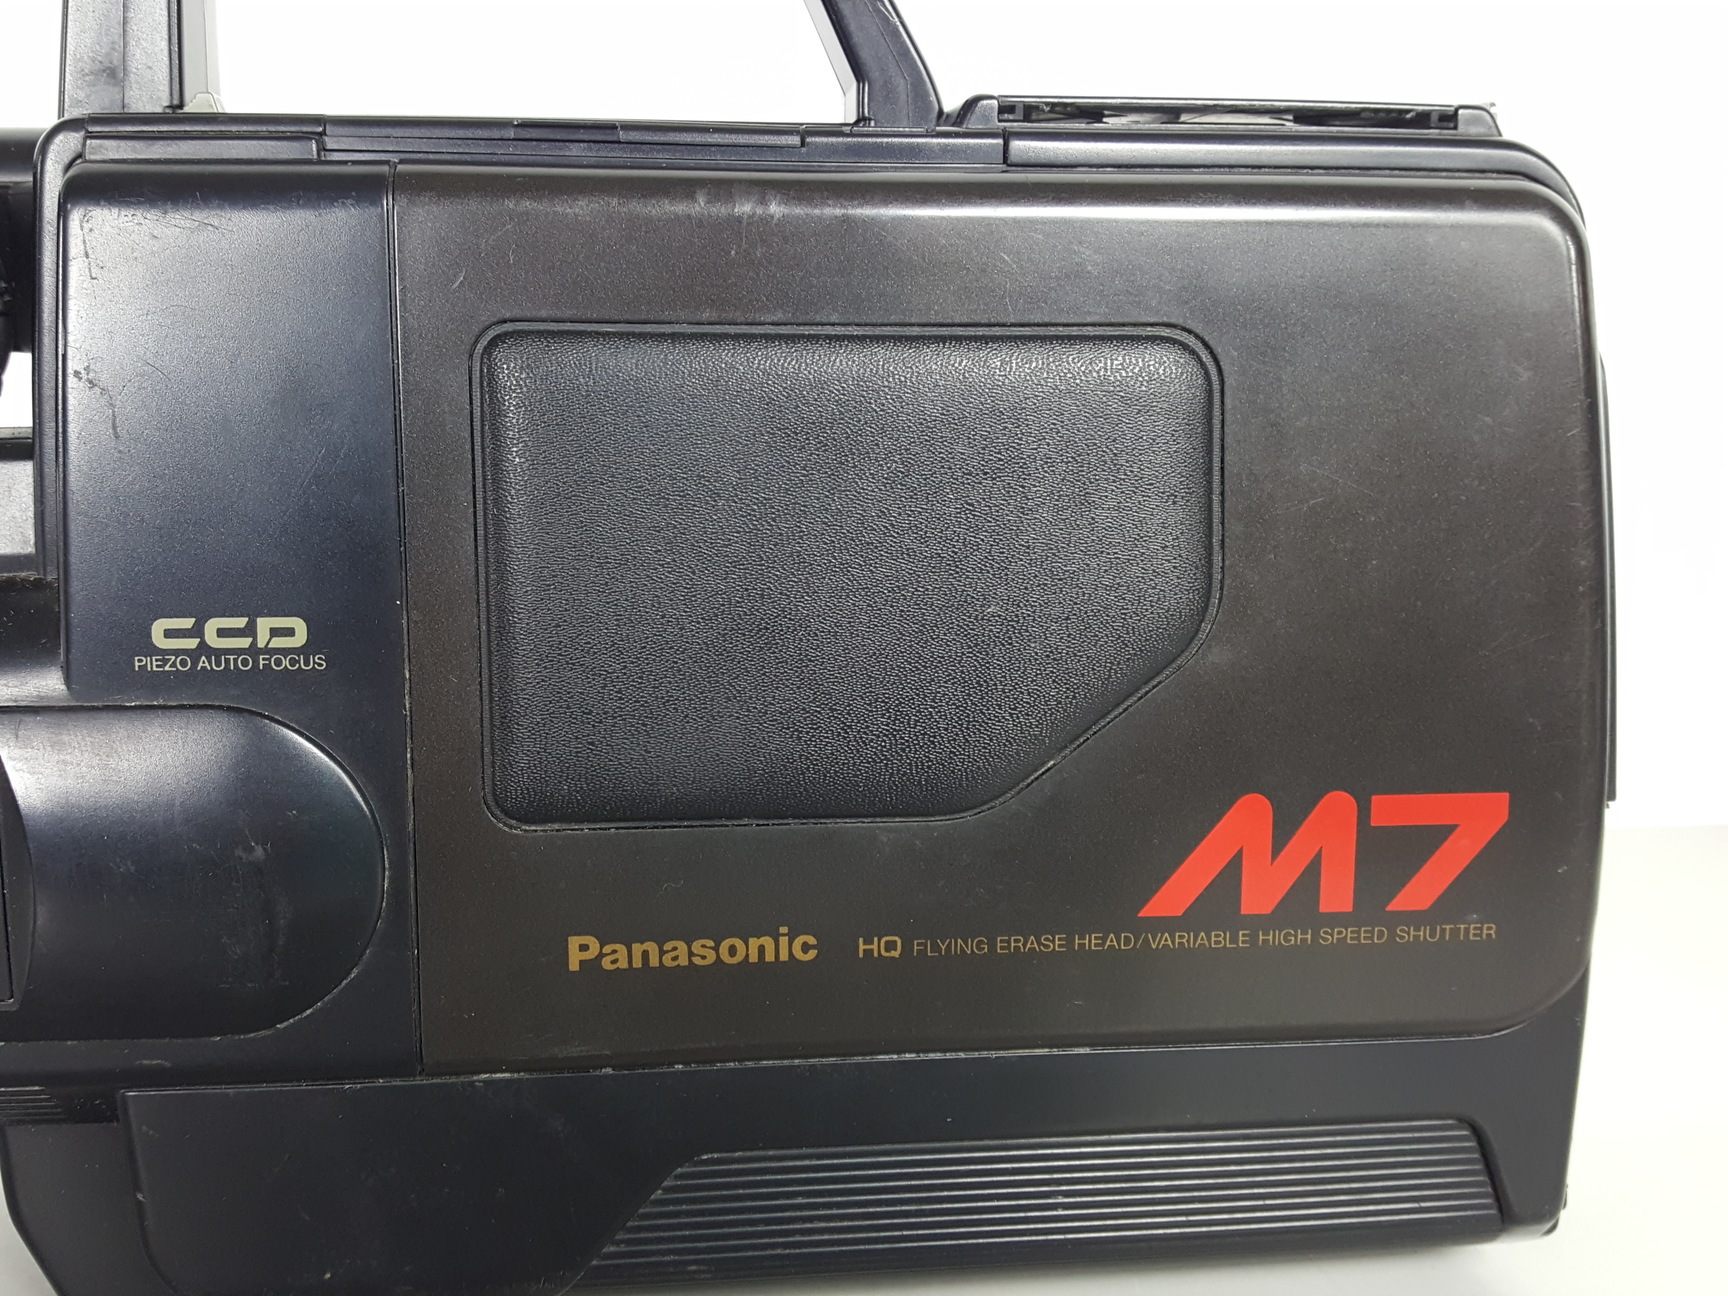 CCD
PIEZO AUTO FOCUS
M7
Panasonic HQ FLYING ERASE HEAD/VARIABLE HIGH SPEED SHUTTER